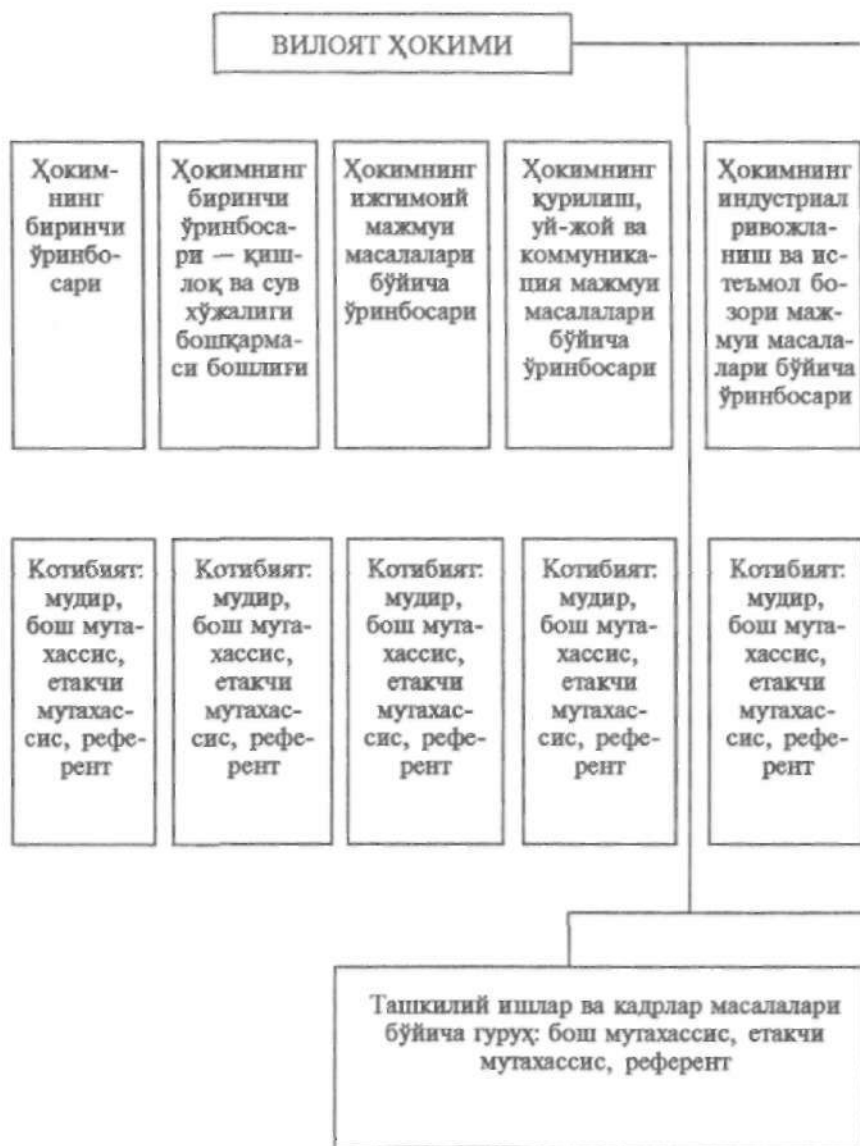 ВИЛОЯТ ҲОКИМИ
Ҳоким-
нинг
биринчи
ўринбо-
сари
Ҳокимнинг
биринчи
ўринбоса-
ри — қиш-
лоқ ва сув
хўжалиги
бошқарма-
си бошлиғи
Ҳокимнинг
ижтимоий
мажмуи
масалалари
бўйича
ўринбосари
Ҳокимнинг
қурилиш,
уй-жой ва
коммуника-
ция мажмуи
масалалари
бўйича
ўринбосари
Ҳокимнинг
индустриал
ривожла-
ниш ва ис-
теъмол бо-
зори маж-
муи масала-
лари бўйича
ўринбосари
Котибият:
мудир,
бош мута-
хассис,
етакчи
мутахас-
сис, рефе-
рент
Котибият:
мудир,
бош мута-
хассис,
етакчи
мутахас-
сис, рефе-
рент
Котибият:
мудир,
бош мута-
хассис,
етакчи
мутахас-
сис, рефе-
рент
Котибият:
мудир,
бош мута-
хассис,
етакчи
мутахас-
сис, рефе-
рент
Котибият:
мудир,
бош мута-
хассис,
етакчи
мутахас-
сис, рефе-
рент
Ташкилий ишлар ва кадрлар масалалари
бўйича гуруҳ: бош мутахассис, етакчи
мутахассис, референт